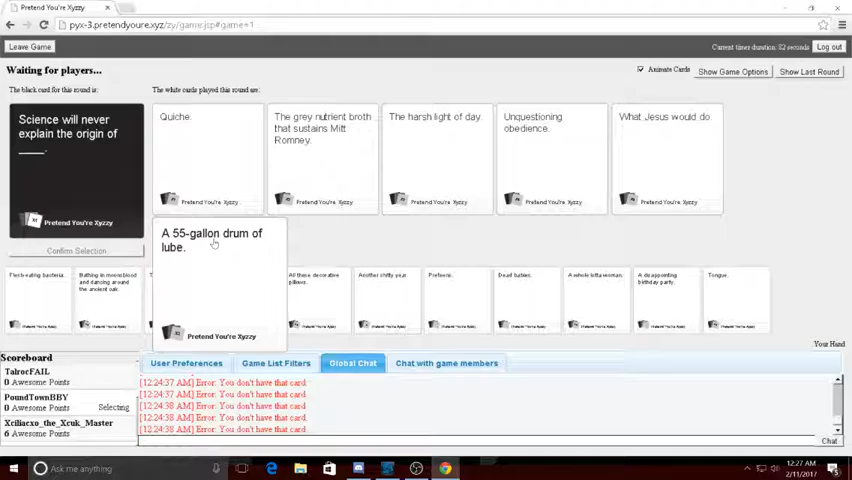 Pretend You're Xyzzy
pyx-3.pretendyoure.xyz/zy/game.jsp#game=1
Leave Game
Current timer duration: 82 seconds
Log out
Waiting for players...
Animate Cards
Show Game Options
Show Last Round
The black card for this round is:
The white cards played this round are:
Science will never
explain the origin of
____.
Pretend You're Xyzzy
Quiche.
Pretend You're Xyzzy
The grey nutrient broth
that sustains Mitt
Romney.
Pretend You're Xyzzy
The harsh light of day.
Pretend You're Xyzzy
Unquestioning
obedience.
Pretend You're Xyzzy
What Jesus would do.
Pretend You're Xyzzy
A 55-gallon drum of
lube.
Pretend You're Xyzzy
Confirm Selection
Flesh-eating bacteria.
Bathing in moonblood
and dancing around
the ancient oak.
All these decorative
pillows.
Another shitty year.
Preteens.
Dead babies.
A whole lotta woman.
A disappointing
birthday party.
Tongue.
Your Hand
Scoreboard
TalrocFAIL
0 Awesome Points
PoundTownBBY
0 Awesome Points
Selecting
Xciliacxo_the_Xcuk_Master
6 Awesome Points
User Preferences
Game List Filters
Global Chat
Chat with game members
[12:24:37 AM] Error: You don't have that card.
[12:24:37 AM] Error: You don't have that card.
[12:24:38 AM] Error: You don't have that card.
[12:24:38 AM] Error: You don't have that card.
[12:24:38 AM] Error: You don't have that card.
Chat
Ask me anything
12:27 AM
2/11/2017